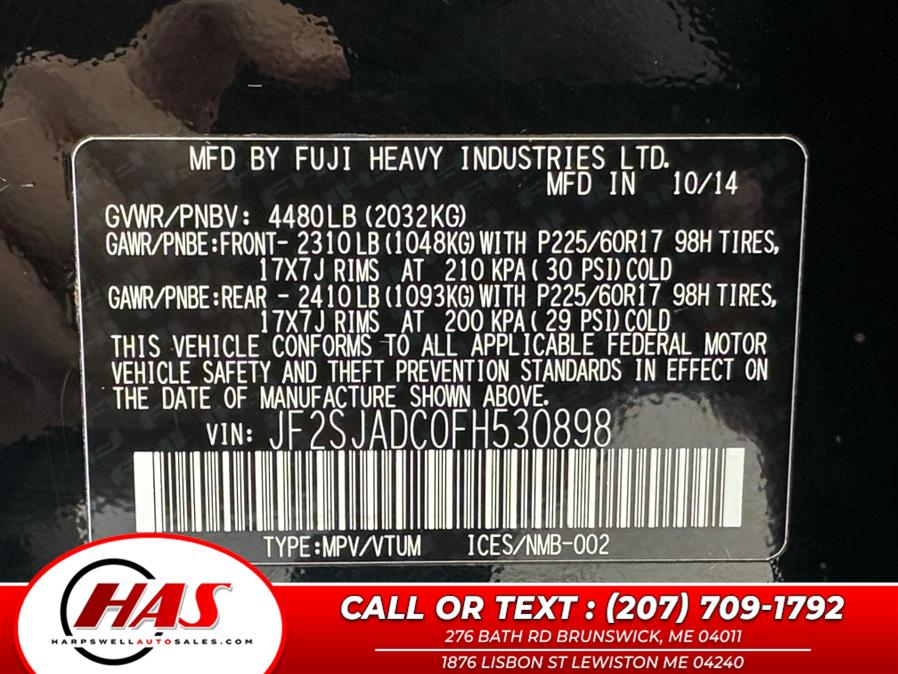 MFD BY FUJI HEAVY INDUSTRIES LTD.
MFD IN 10/14
GVWR/PNBV: 4480LB(2032KG)
GAWR/PNBE:FRONT- 2310LB(1048KG)WITH P225/60R17 98H TIRES,
17X7J RIMS AT 210 KPA( 30 PSI)COLD
GAWR/PNBE:REAR - 2410LB(1093KG)WITH P225/60R17 98H TIRES,
17X7J RIMS AT 200 KPA( 29 PSI)COLD
THIS VEHICLE CONFORMS TO ALL APPLICABLE FEDERAL MOTOR
VEHICLE SAFETY AND THEFT PREVENTION STANDARDS IN EFFECT ON
THE DATE OF MANUFACTURE SHOWN ABOVE.
VIN: JF2SJADC0FH530898
TYPE:MPV/VTUM ICES/NMB-002
HAS
HARPSWELLAUTOSALES.COM
CALL OR TEXT : (207) 709-1792
276 BATH RD BRUNSWICK, ME 04011
1876 LISBON ST LEWISTON ME 04240